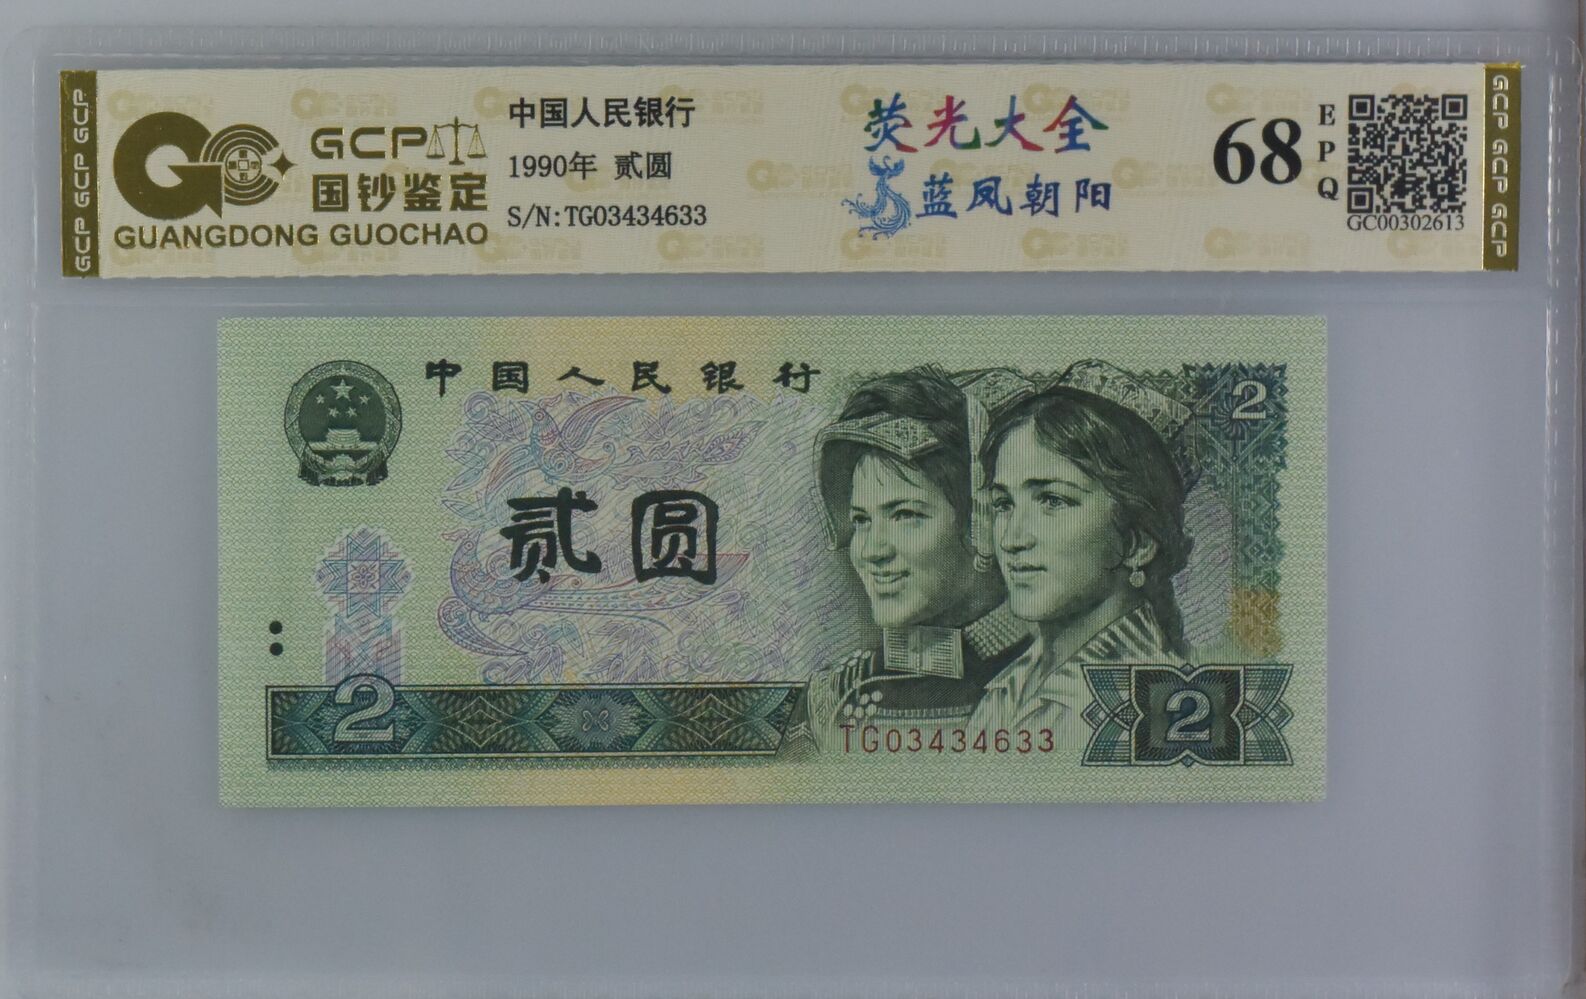 GCP GCP GCP
GCP
国钞鉴定
GUANGDONG GUOCHAO
中国人民银行
1990年 贰圆
S/N:TG03434633
荧光大全
蓝凤朝阳
68
EPQ
GC00302613
GCP GCP GCP
中国人民银行
2
贰圆
2
TG03434633
2